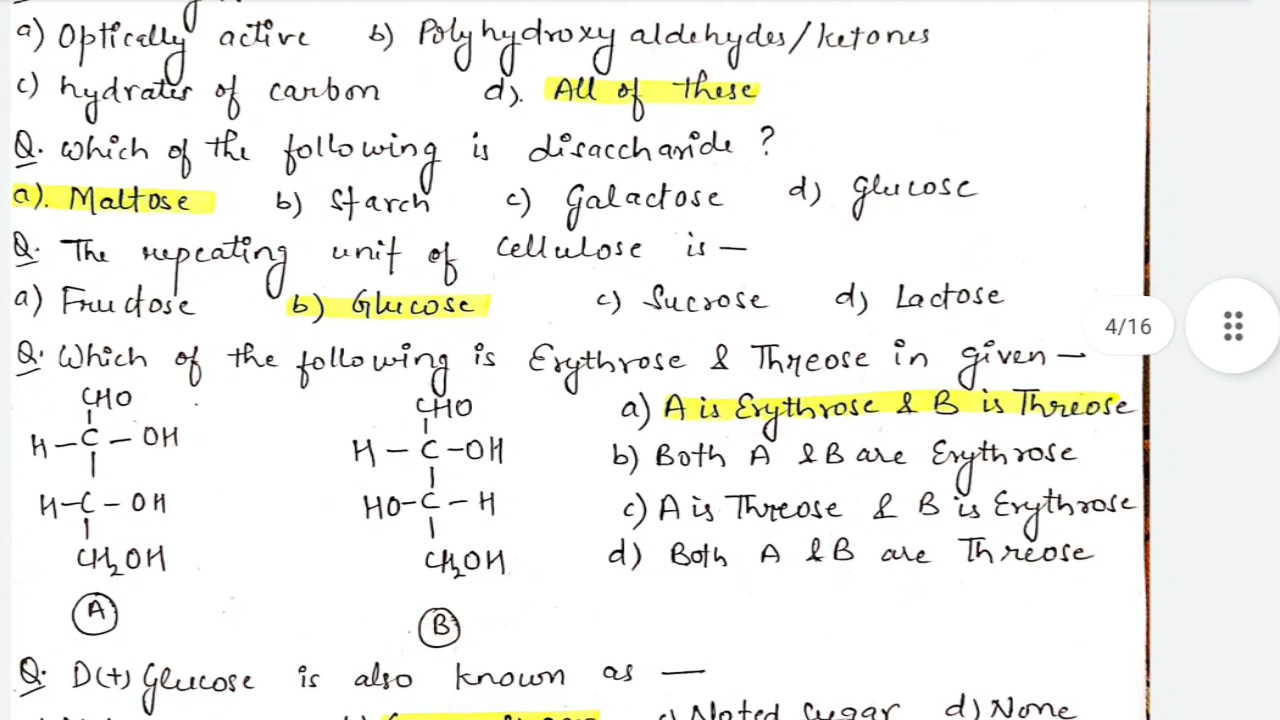 a) Optically active b) Polyhydroxy aldehydes/ketones
c) hydrates of carbon d). All of these
Q. Which of the following is disaccharide ?
a). Maltose b) Starch c) Galactose d) Glucose
Q. The repeating unit of Cellulose is —
a) Fructose b) Glucose c) Sucrose d) Lactose
4/16
Q. Which of the following is Erythrose & Threose in given —
CHO CHO a) A is Erythrose & B is Threose
H – C – OH H – C – OH b) Both A & B are Erythrose
H – C – OH HO – C – H c) A is Threose & B is Erythrose
CH2OH CH2OH d) Both A & B are Threose
A B
Q. D(+) Glucose is also known as —
sugar d) None